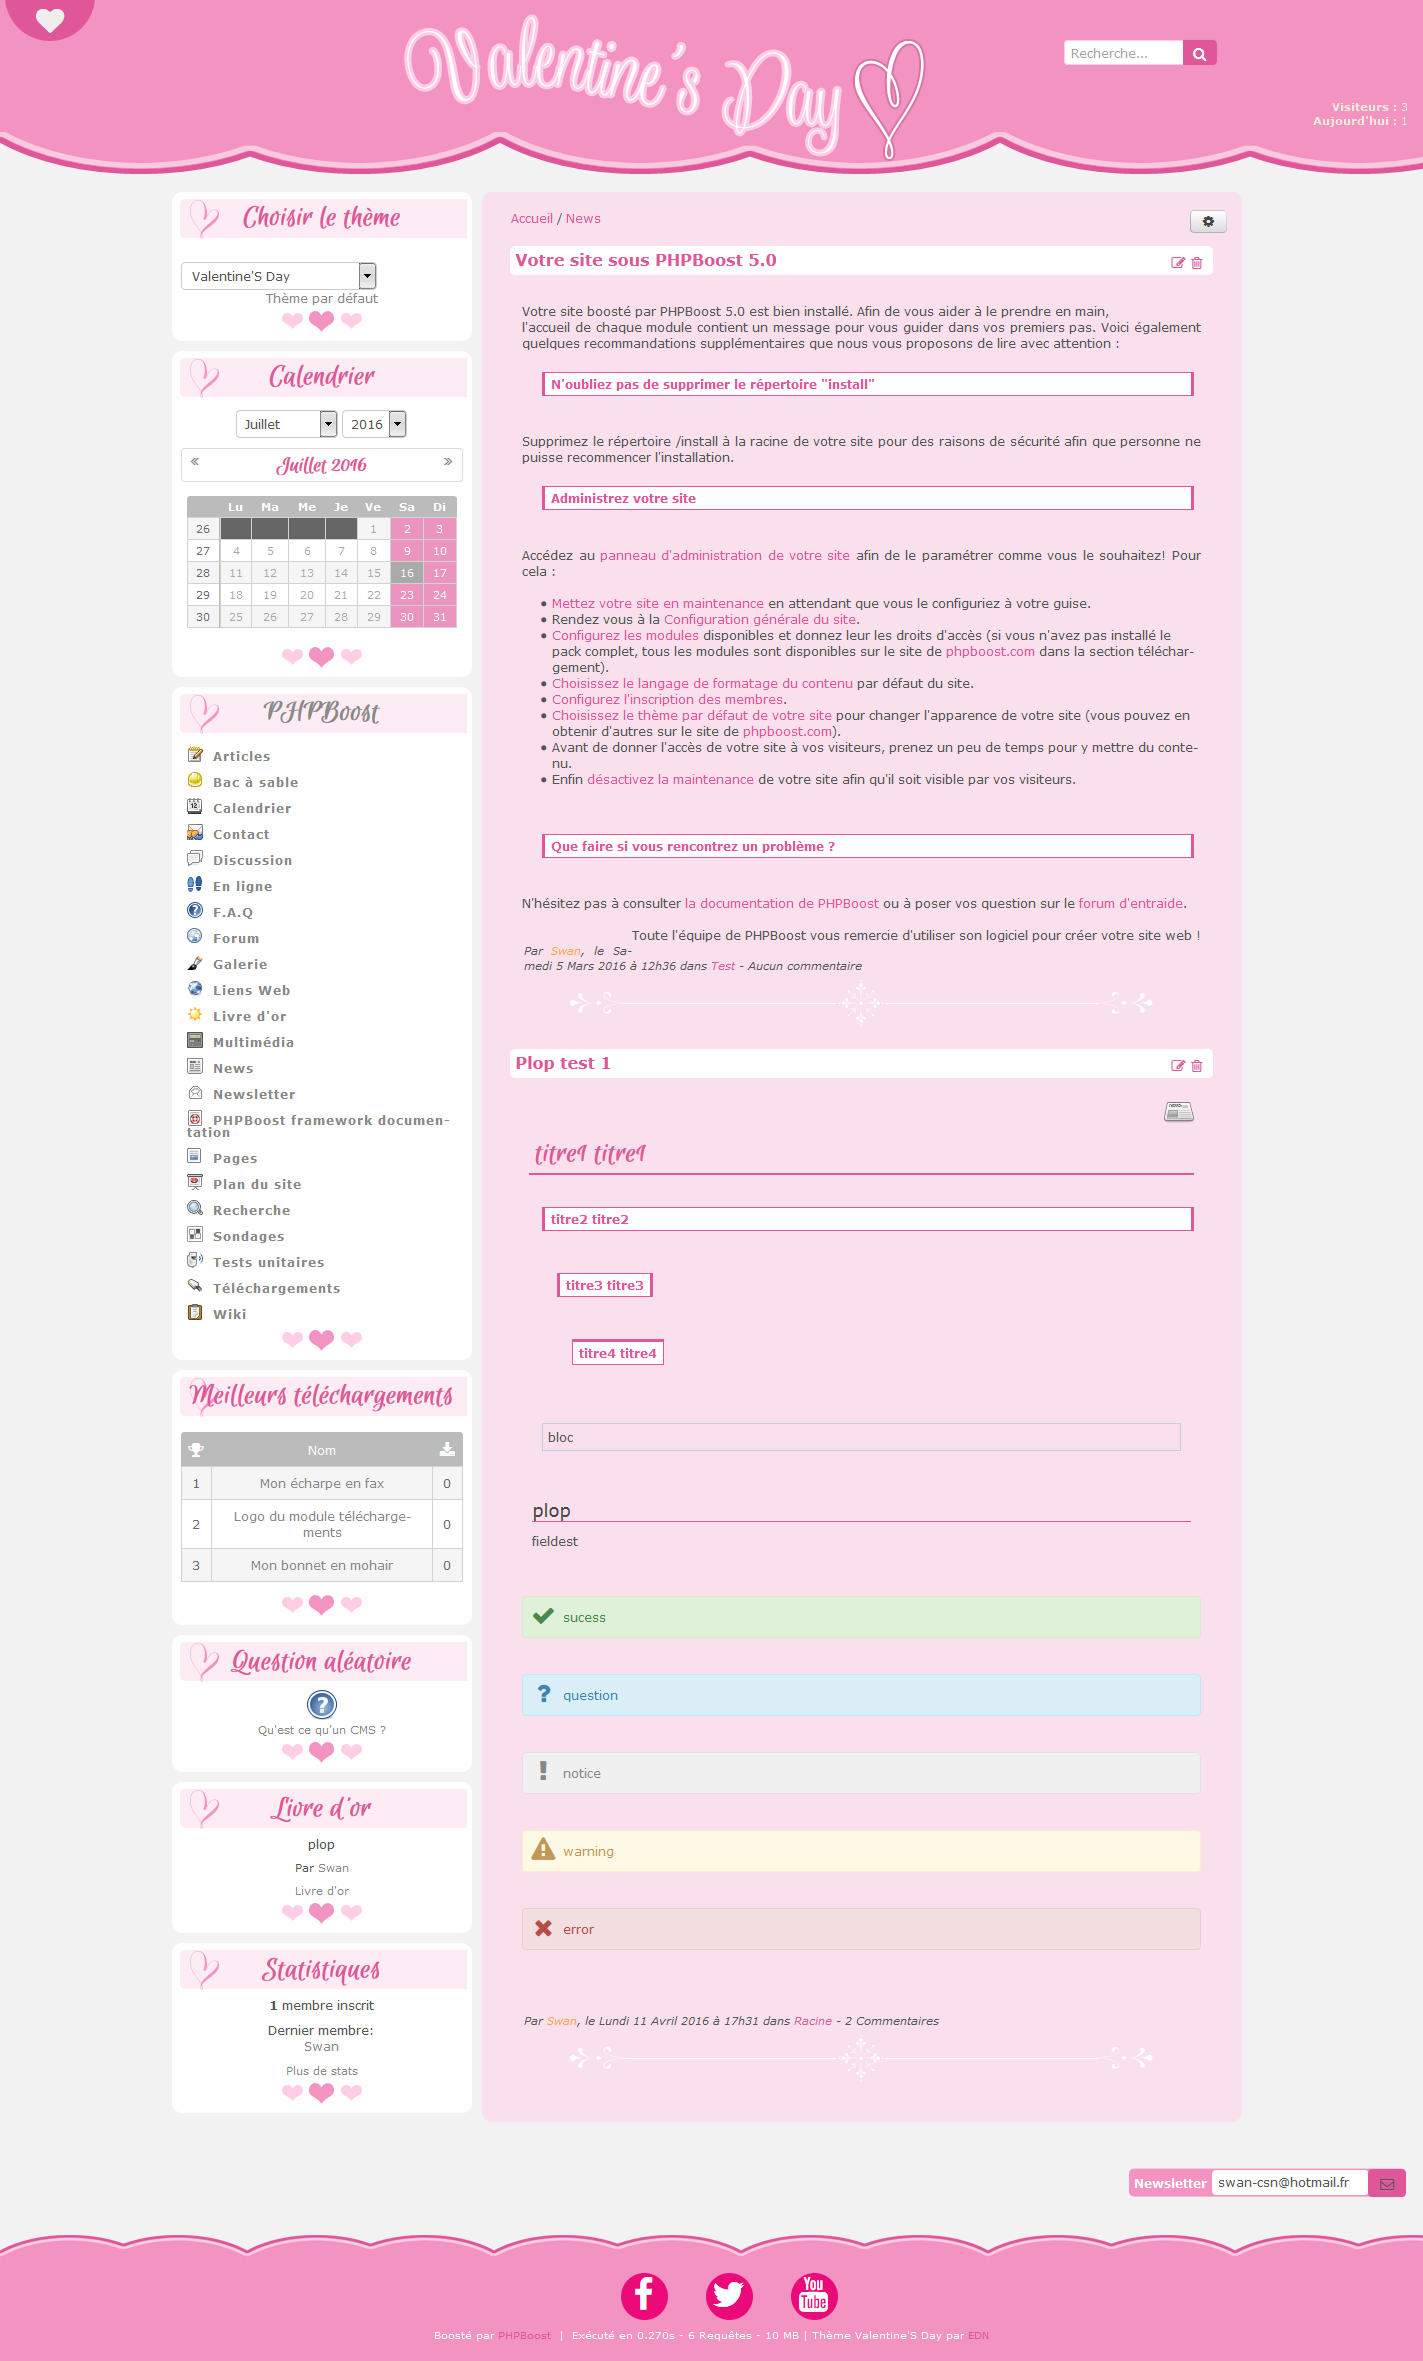 Valentine's Day
Recherche...
Visiteurs : 3
Aujourd'hui : 1
Choisir le thème
Valentine'S Day
Thème par défaut
Calendrier
Juillet 2016
« Juillet 2016 »
Lu Ma Me Je Ve Sa Di
26 1 2 3
27 4 5 6 7 8 9 10
28 11 12 13 14 15 16 17
29 18 19 20 21 22 23 24
30 25 26 27 28 29 30 31
PHPBoost
Articles
Bac à sable
Calendrier
Contact
Discussion
En ligne
F.A.Q
Forum
Galerie
Liens Web
Livre d'or
Multimédia
News
Newsletter
PHPBoost framework documen-
tation
Pages
Plan du site
Recherche
Sondages
Tests unitaires
Téléchargements
Wiki
Meilleurs téléchargements
Nom
1 Mon écharpe en fax 0
2 Logo du module télécharge-
ments 0
3 Mon bonnet en mohair 0
Question aléatoire
Qu'est ce qu'un CMS ?
Livre d'or
plop
Par Swan
Livre d'or
Statistiques
1 membre inscrit
Dernier membre:
Swan
Plus de stats
Accueil / News
Votre site sous PHPBoost 5.0
Votre site boosté par PHPBoost 5.0 est bien installé. Afin de vous aider à le prendre en main,
l'accueil de chaque module contient un message pour vous guider dans vos premiers pas. Voici également
quelques recommandations supplémentaires que nous vous proposons de lire avec attention :
N'oubliez pas de supprimer le répertoire "install"
Supprimez le répertoire /install à la racine de votre site pour des raisons de sécurité afin que personne ne
puisse recommencer l'installation.
Administrez votre site
Accédez au panneau d'administration de votre site afin de le paramétrer comme vous le souhaitez! Pour
cela :
• Mettez votre site en maintenance en attendant que vous le configuriez à votre guise.
• Rendez vous à la Configuration générale du site.
• Configurez les modules disponibles et donnez leur les droits d'accès (si vous n'avez pas installé le
pack complet, tous les modules sont disponibles sur le site de phpboost.com dans la section téléchar-
gement).
• Choisissez le langage de formatage du contenu par défaut du site.
• Configurez l'inscription des membres.
• Choisissez le thème par défaut de votre site pour changer l'apparence de votre site (vous pouvez en
obtenir d'autres sur le site de phpboost.com).
• Avant de donner l'accès de votre site à vos visiteurs, prenez un peu de temps pour y mettre du conte-
nu.
• Enfin désactivez la maintenance de votre site afin qu'il soit visible par vos visiteurs.
Que faire si vous rencontrez un problème ?
N'hésitez pas à consulter la documentation de PHPBoost ou à poser vos question sur le forum d'entraide.
Toute l'équipe de PHPBoost vous remercie d'utiliser son logiciel pour créer votre site web !
Par Swan, le Sa-
medi 5 Mars 2016 à 12h36 dans Test - Aucun commentaire
Plop test 1
titre1 titre1
titre2 titre2
titre3 titre3
titre4 titre4
bloc
plop
fieldest
sucess
question
notice
warning
error
Par Swan, le Lundi 11 Avril 2016 à 17h31 dans Racine - 2 Commentaires
Newsletter swan-csn@hotmail.fr
You
Tube
Boosté par PHPBoost | Exécuté en 0.270s - 6 Requêtes - 10 MB | Thème Valentine'S Day par EDN